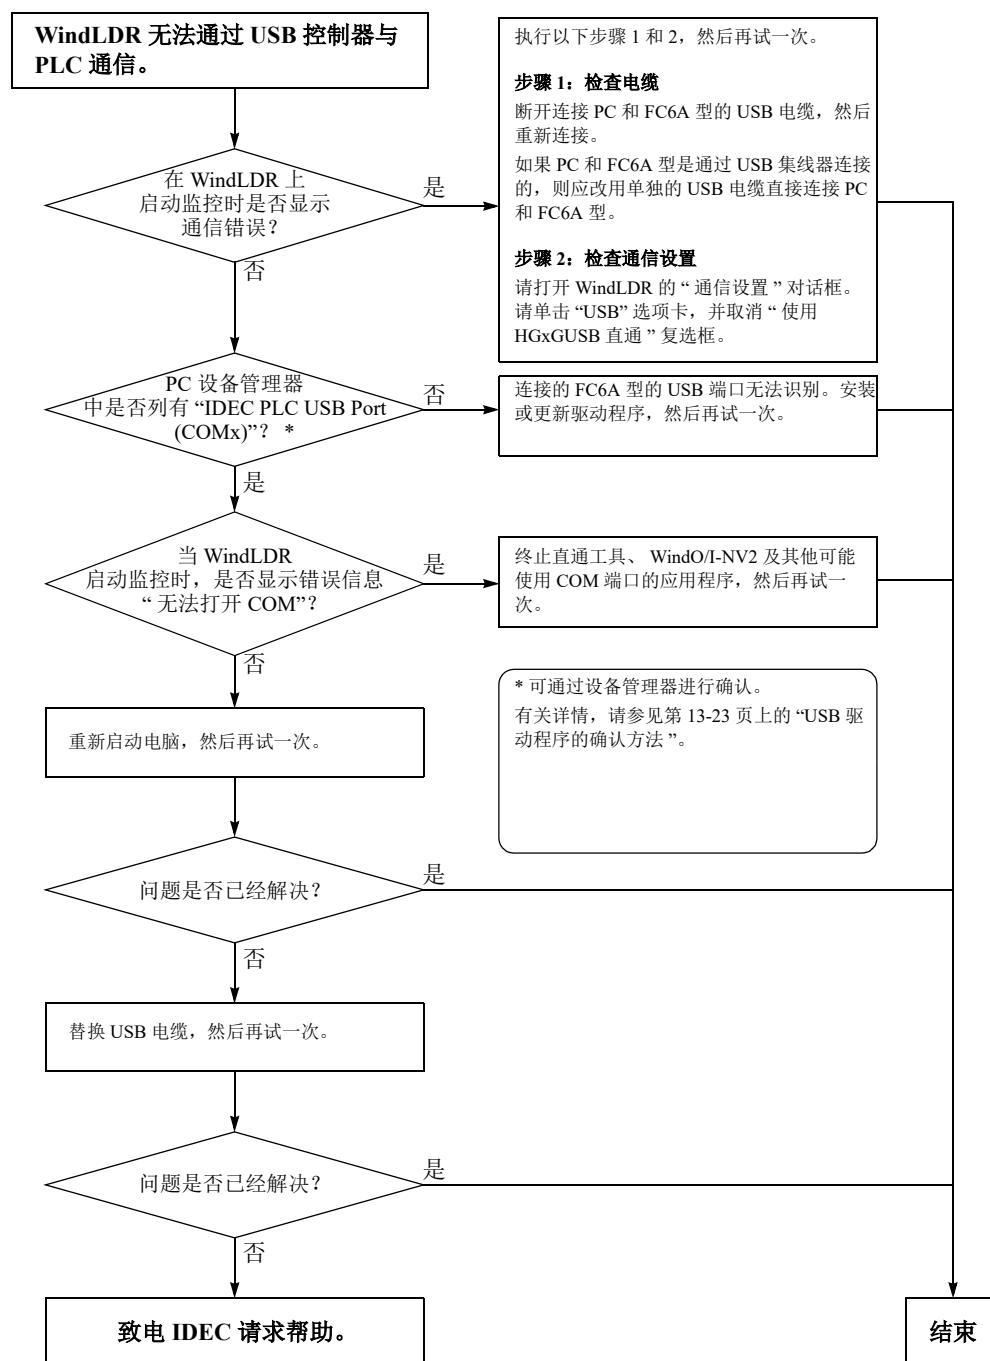 WindLDR 无法通过 USB 控制器与
PLC 通信。
执行以下步骤 1 和 2，然后再试一次。
步骤 1：检查电缆
断开连接 PC 和 FC6A 型的 USB 电缆，然后
重新连接。
如果 PC 和 FC6A 型是通过 USB 集线器连接
的，则应改用单独的 USB 电缆直接连接 PC
和 FC6A 型。
步骤 2：检查通信设置
请打开 WindLDR 的 “ 通信设置 ” 对话框。
请单击 “USB” 选项卡，并取消 “ 使用
HGxGUSB 直通 ” 复选框。
在 WindLDR 上
启动监控时是否显示
通信错误？
是
否
PC 设备管理器
中是否列有 “IDEC PLC USB Port
(COMx)”？ *
否
连接的 FC6A 型的 USB 端口无法识别。安装
或更新驱动程序，然后再试一次。
是
当 WindLDR
启动监控时，是否显示错误信息
“ 无法打开 COM”？
是
终止直通工具、 WindO/I-NV2 及其他可能
使用 COM 端口的应用程序，然后再试一
次。
否
* 可通过设备管理器进行确认。
有关详情，请参见第 13-23 页上的 “USB 驱
动程序的确认方法 ”。
重新启动电脑，然后再试一次。
问题是否已经解决？
是
否
替换 USB 电缆，然后再试一次。
问题是否已经解决？
是
否
致电 IDEC 请求帮助。
结束